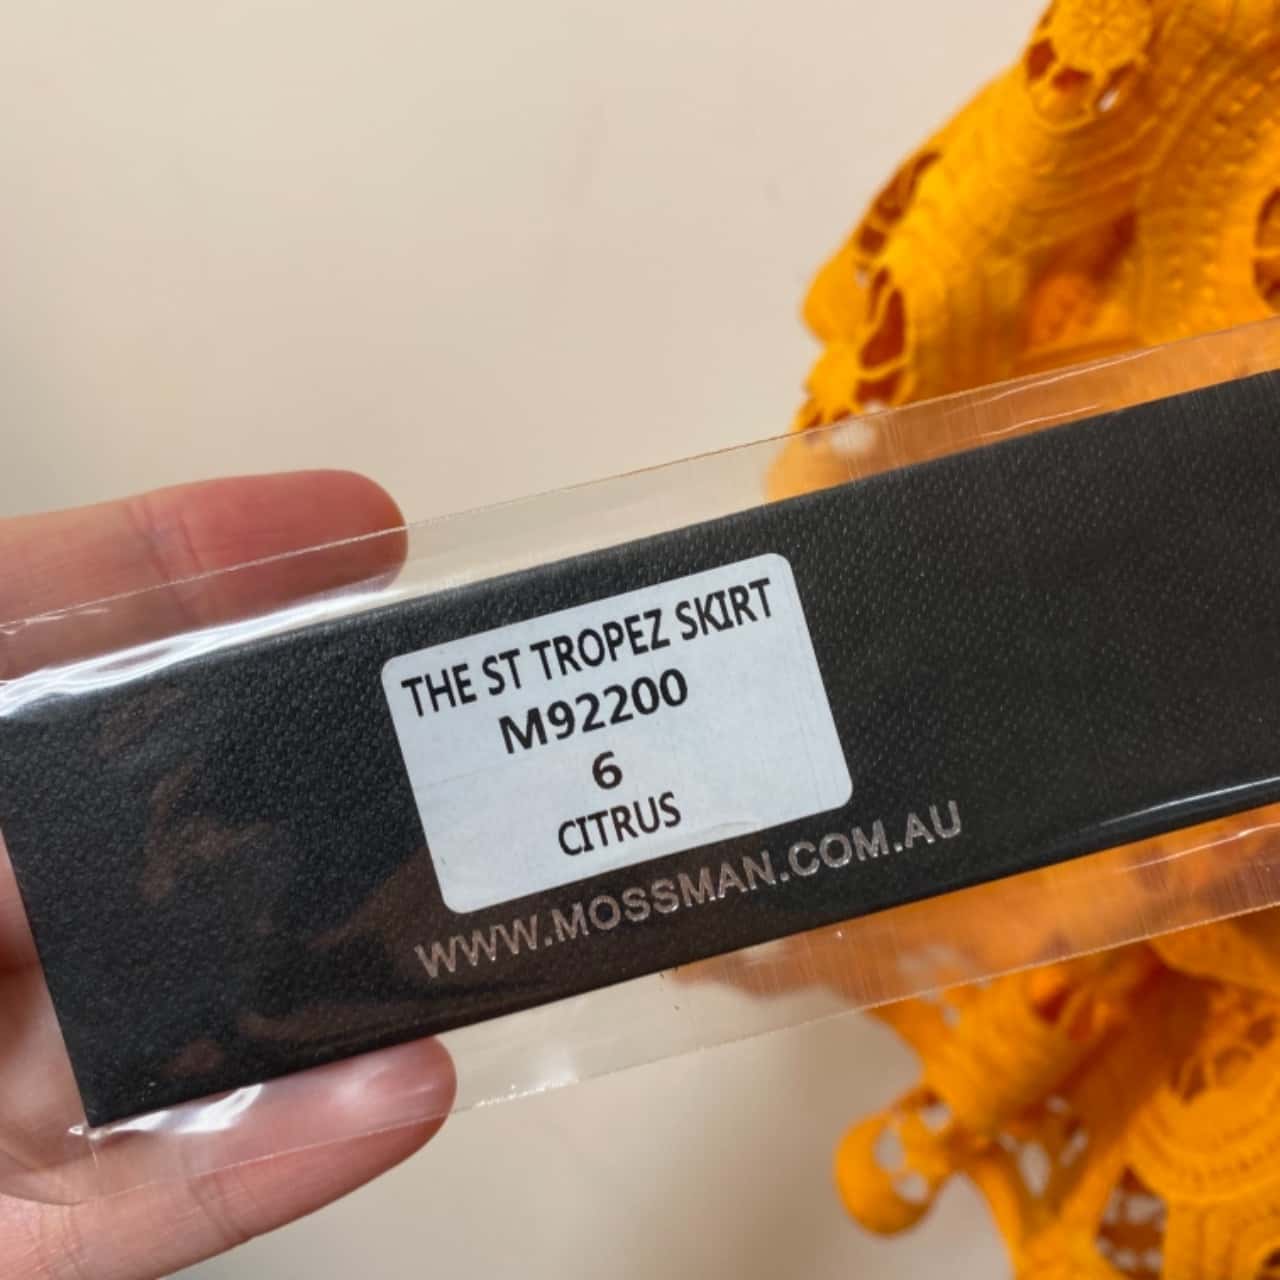 THE ST TROPEZ SKIRT
M92200
6
CITRUS
WWW.MOSSMAN.COM.AU